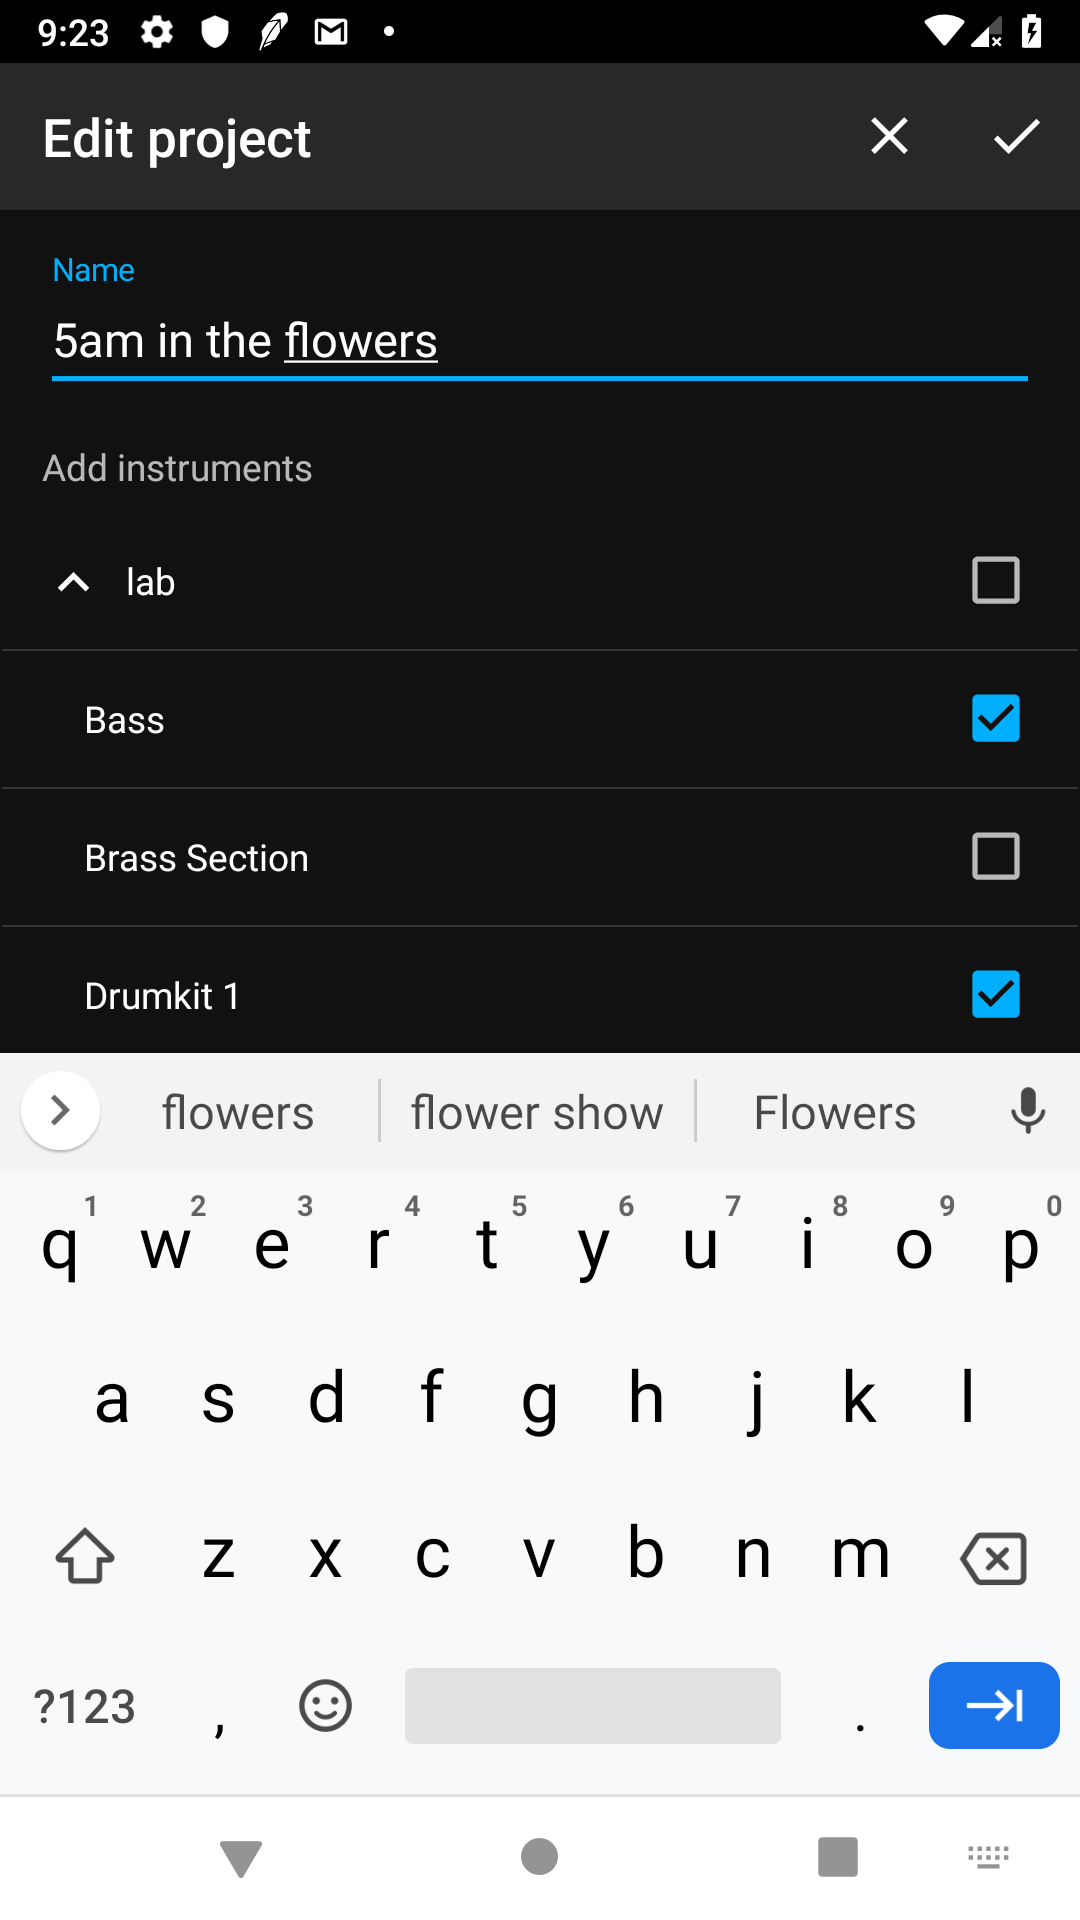 9:23
Edit project
Name
5am in the flowers
Add instruments
lab
Bass
Brass Section
Drumkit 1
flowers flower show Flowers
1 2 3 4 5 6 7 8 9 0
q w e r t y u i o p
a s d f g h j k l
z x c v b n m
?123 , .